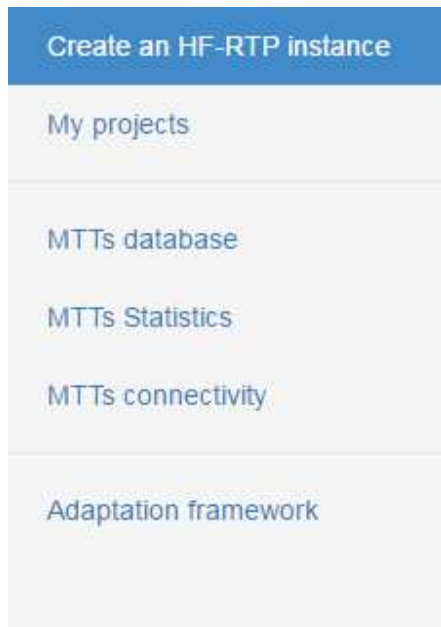 Create an HF-RTP instance
My projects
MTTs database
MTTs Statistics
MTTs connectivity
Adaptation framework